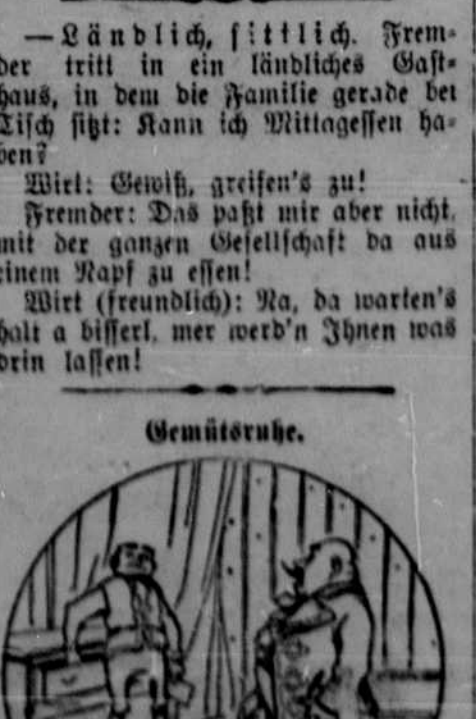 — Ländlich, sittlich. Frem-
der tritt in ein ländliches Gast-
haus, in dem die Familie gerade bei
Tisch sitzt: Kann ich Mittagessen ha-
ben?
Wirt: Gewiß, greifen's zu!
Fremder: Das paßt mir aber nicht,
mit der ganzen Gesellschaft da aus
einem Napf zu essen!
Wirt (freundlich): Na, da warten's
halt a bisserl, mer werd'n Ihnen was
drin lassen!
Gemütsruhe.